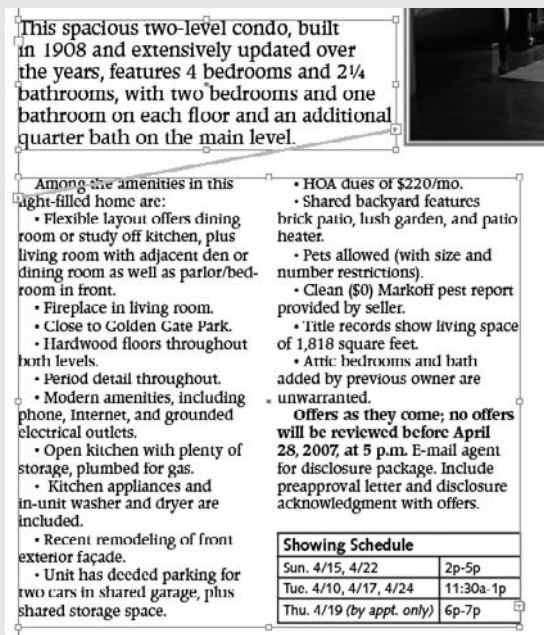 This spacious two-level condo, built
in 1908 and extensively updated over
the years, features 4 bedrooms and 2¼
bathrooms, with two bedrooms and one
bathroom on each floor and an additional
quarter bath on the main level.
Among the amenities in this
light-filled home are:
• Flexible layout offers dining
room or study off kitchen, plus
living room with adjacent den or
dining room as well as parlor/bed-
room in front.
• Fireplace in living room.
• Close to Golden Gate Park.
• Hardwood floors throughout
both levels.
• Period detail throughout.
• Modern amenities, including
phone, Internet, and grounded
electrical outlets.
• Open kitchen with plenty of
storage, plumbed for gas.
• Kitchen appliances and
in-unit washer and dryer are
included.
• Recent remodeling of front
exterior façade.
• Unit has deeded parking for
two cars in shared garage, plus
shared storage space.
• HOA dues of $220/mo.
• Shared backyard features
brick patio, lush garden, and patio
heater.
• Pets allowed (with size and
number restrictions).
• Clean ($0) Markoff pest report
provided by seller.
• Title records show living space
of 1,818 square feet.
• Attic bedrooms and bath
added by previous owner are
unwarranted.
Offers as they come; no offers
will be reviewed before April
28, 2007, at 5 p.m. E-mail agent
for disclosure package. Include
preapproval letter and disclosure
acknowledgment with offers.
Showing Schedule
Sun. 4/15, 4/22 2p-5p
Tue. 4/10, 4/17, 4/24 11:30a-1p
Thu. 4/19 (by appt. only) 6p-7p